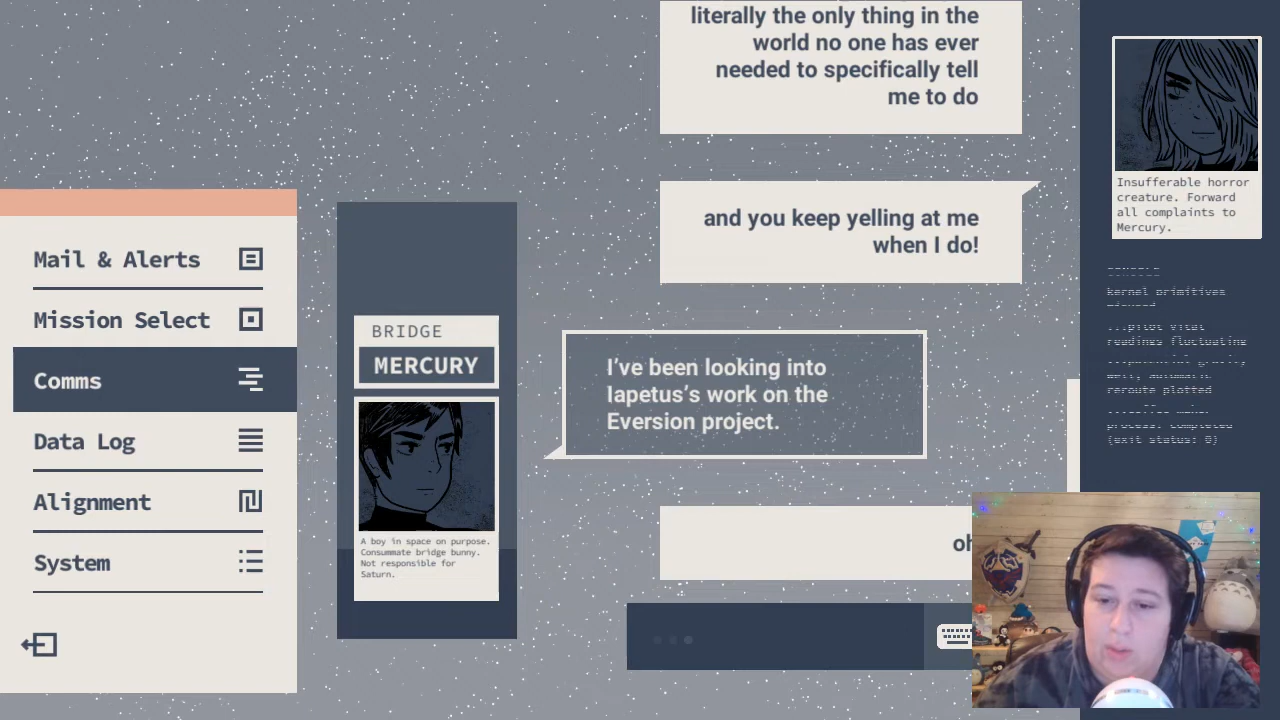 literally the only thing in the
world no one has ever
needed to specifically tell
me to do
and you keep yelling at me
when I do!
I've been looking into
Iapetus's work on the
Eversion project.
oh
Mail & Alerts
Mission Select
Comms
Data Log
Alignment
System
BRIDGE
MERCURY
A boy in space on purpose.
Consummate bridge bunny.
Not responsible for
Saturn.
Insufferable horror
creature. Forward
all complaints to
Mercury.
kernel primitives
...pilot vital
readings fluctuating
reroute plotted
process: completed
(exit status: 0)